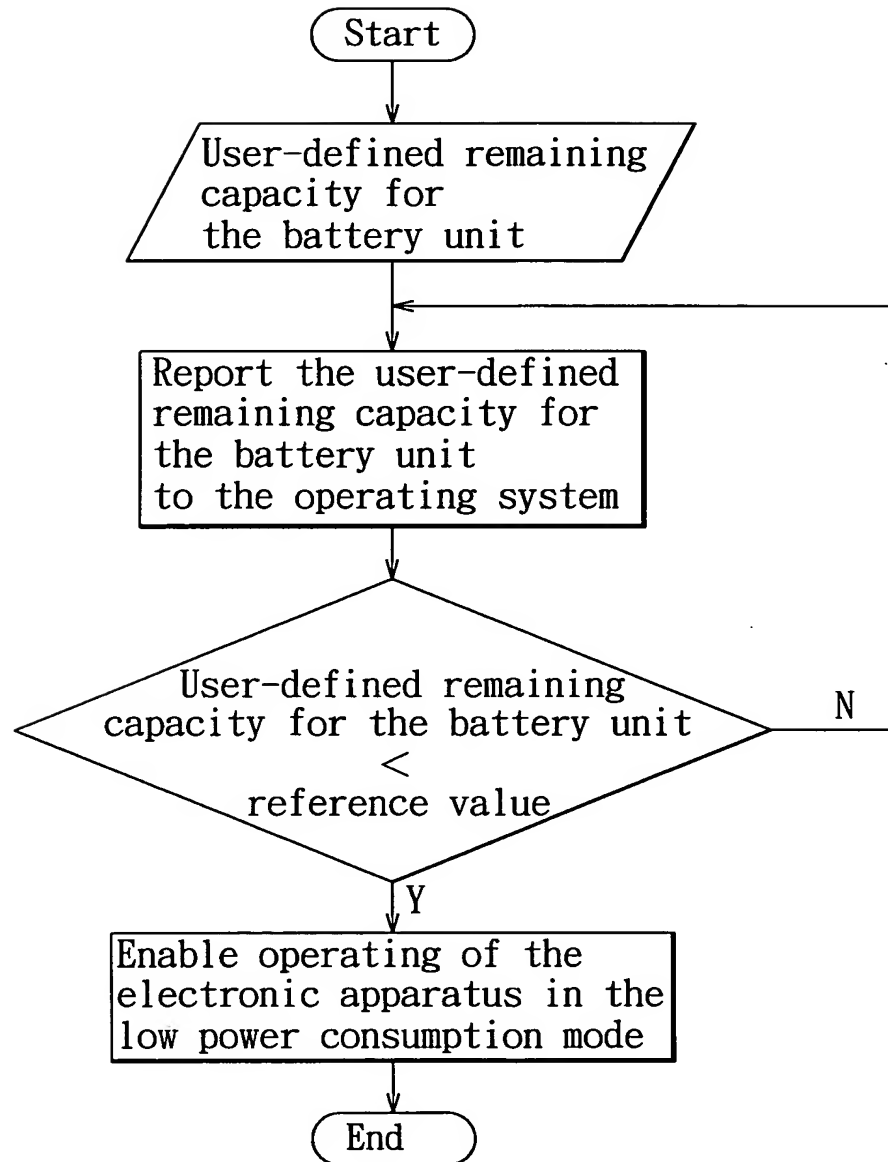 Start
User-defined remaining
capacity for
the battery unit
Report the user-defined
remaining capacity for
the battery unit
to the operating system
User-defined remaining
capacity for the battery unit
<
reference value
N
Y
Enable operating of the
electronic apparatus in the
low power consumption mode
End